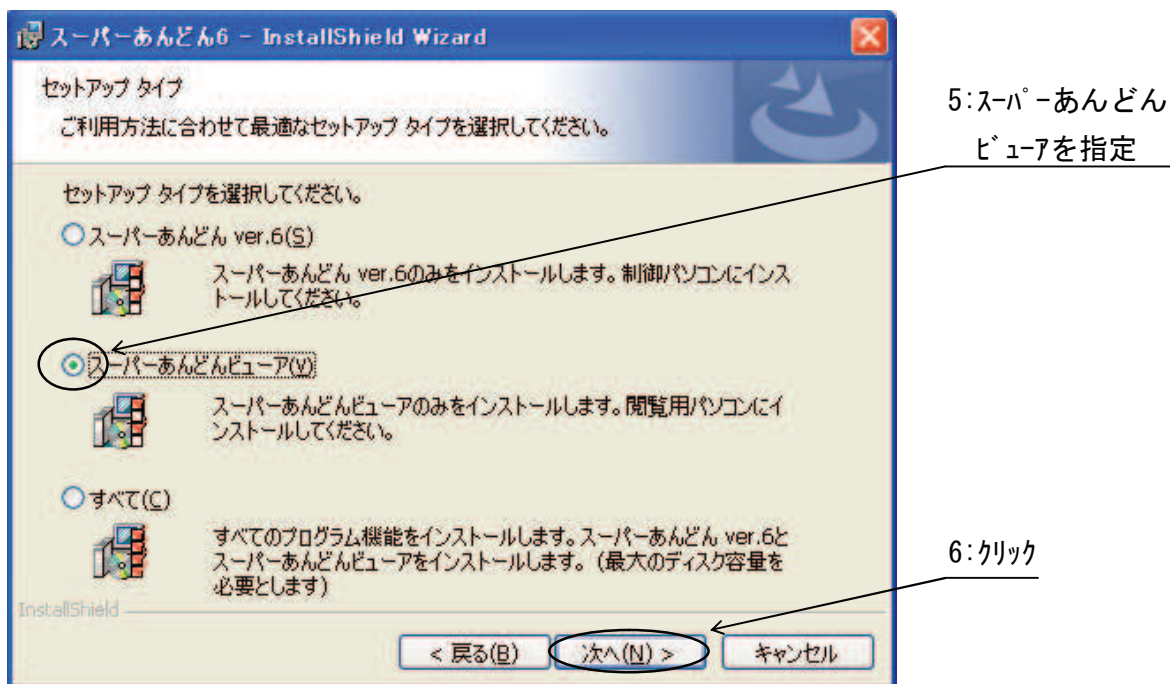 スーパーあんどん6 - InstallShield Wizard
セットアップ タイプ
ご利用方法に合わせて最適なセットアップ タイプを選択してください。
5:スーパーあんどん
ビューアを指定
セットアップ タイプを選択してください。
スーパーあんどん ver.6(S)
スーパーあんどん ver.6のみをインストールします。制御パソコンにインス
トールしてください。
スーパーあんどんビューア(V)
スーパーあんどんビューアのみをインストールします。閲覧用パソコンにイ
ンストールしてください。
すべて(C)
すべてのプログラム機能をインストールします。スーパーあんどん ver.6と
スーパーあんどんビューアをインストールします。（最大のディスク容量を
必要とします）
6:クリック
InstallShield
< 戻る(B)
次へ(N) >
キャンセル